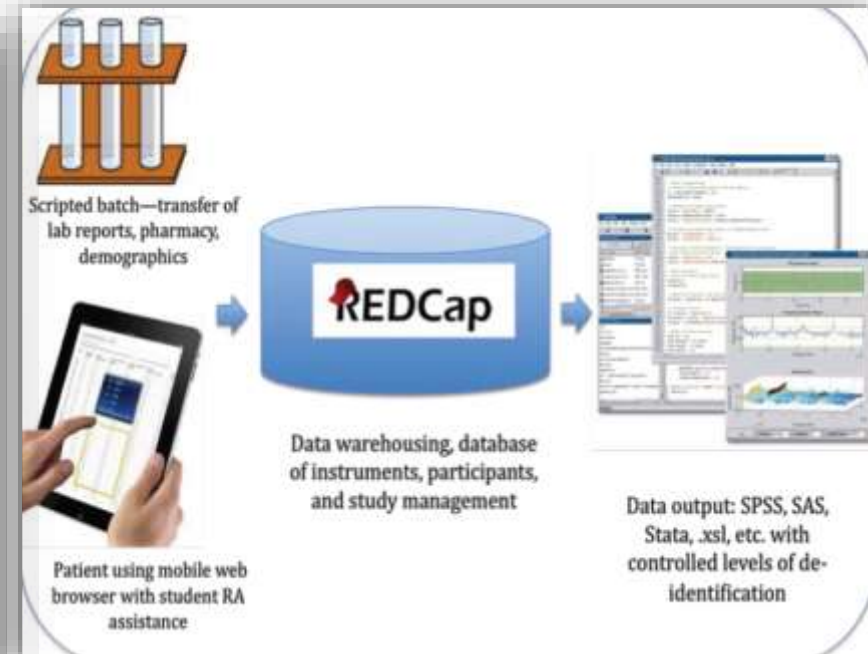 Scripted batch—transfer of
lab reports, pharmacy,
demographics
REDCap
Data warehousing, database
of instruments, participants,
and study management
Patient using mobile web
browser with student RA
assistance
Data output: SPSS, SAS,
Stata, .xsl, etc. with
controlled levels of de-
identification